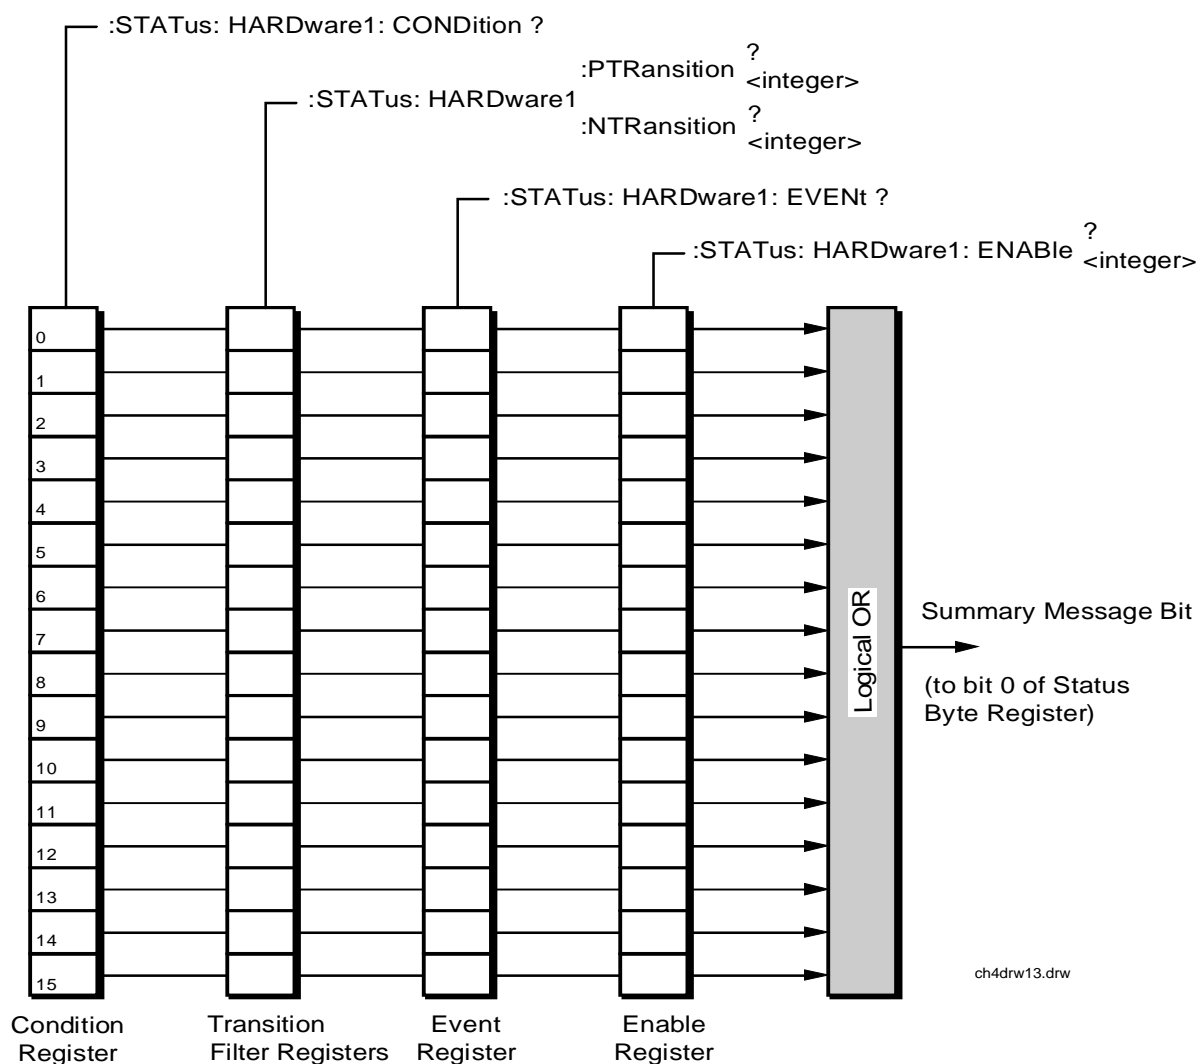 :STATus: HARDware1: CONDition ?
:STATus: HARDware1
:PTRansition ? <integer>
:NTRansition ? <integer>
:STATus: HARDware1: EVENt ?
:STATus: HARDware1: ENABle ? <integer>
0
1
2
3
4
5
6
7
8
9
10
11
12
13
14
15
Logical OR
Summary Message Bit
(to bit 0 of Status
Byte Register)
ch4drw13.drw
Condition
Register
Transition
Filter Registers
Event
Register
Enable
Register